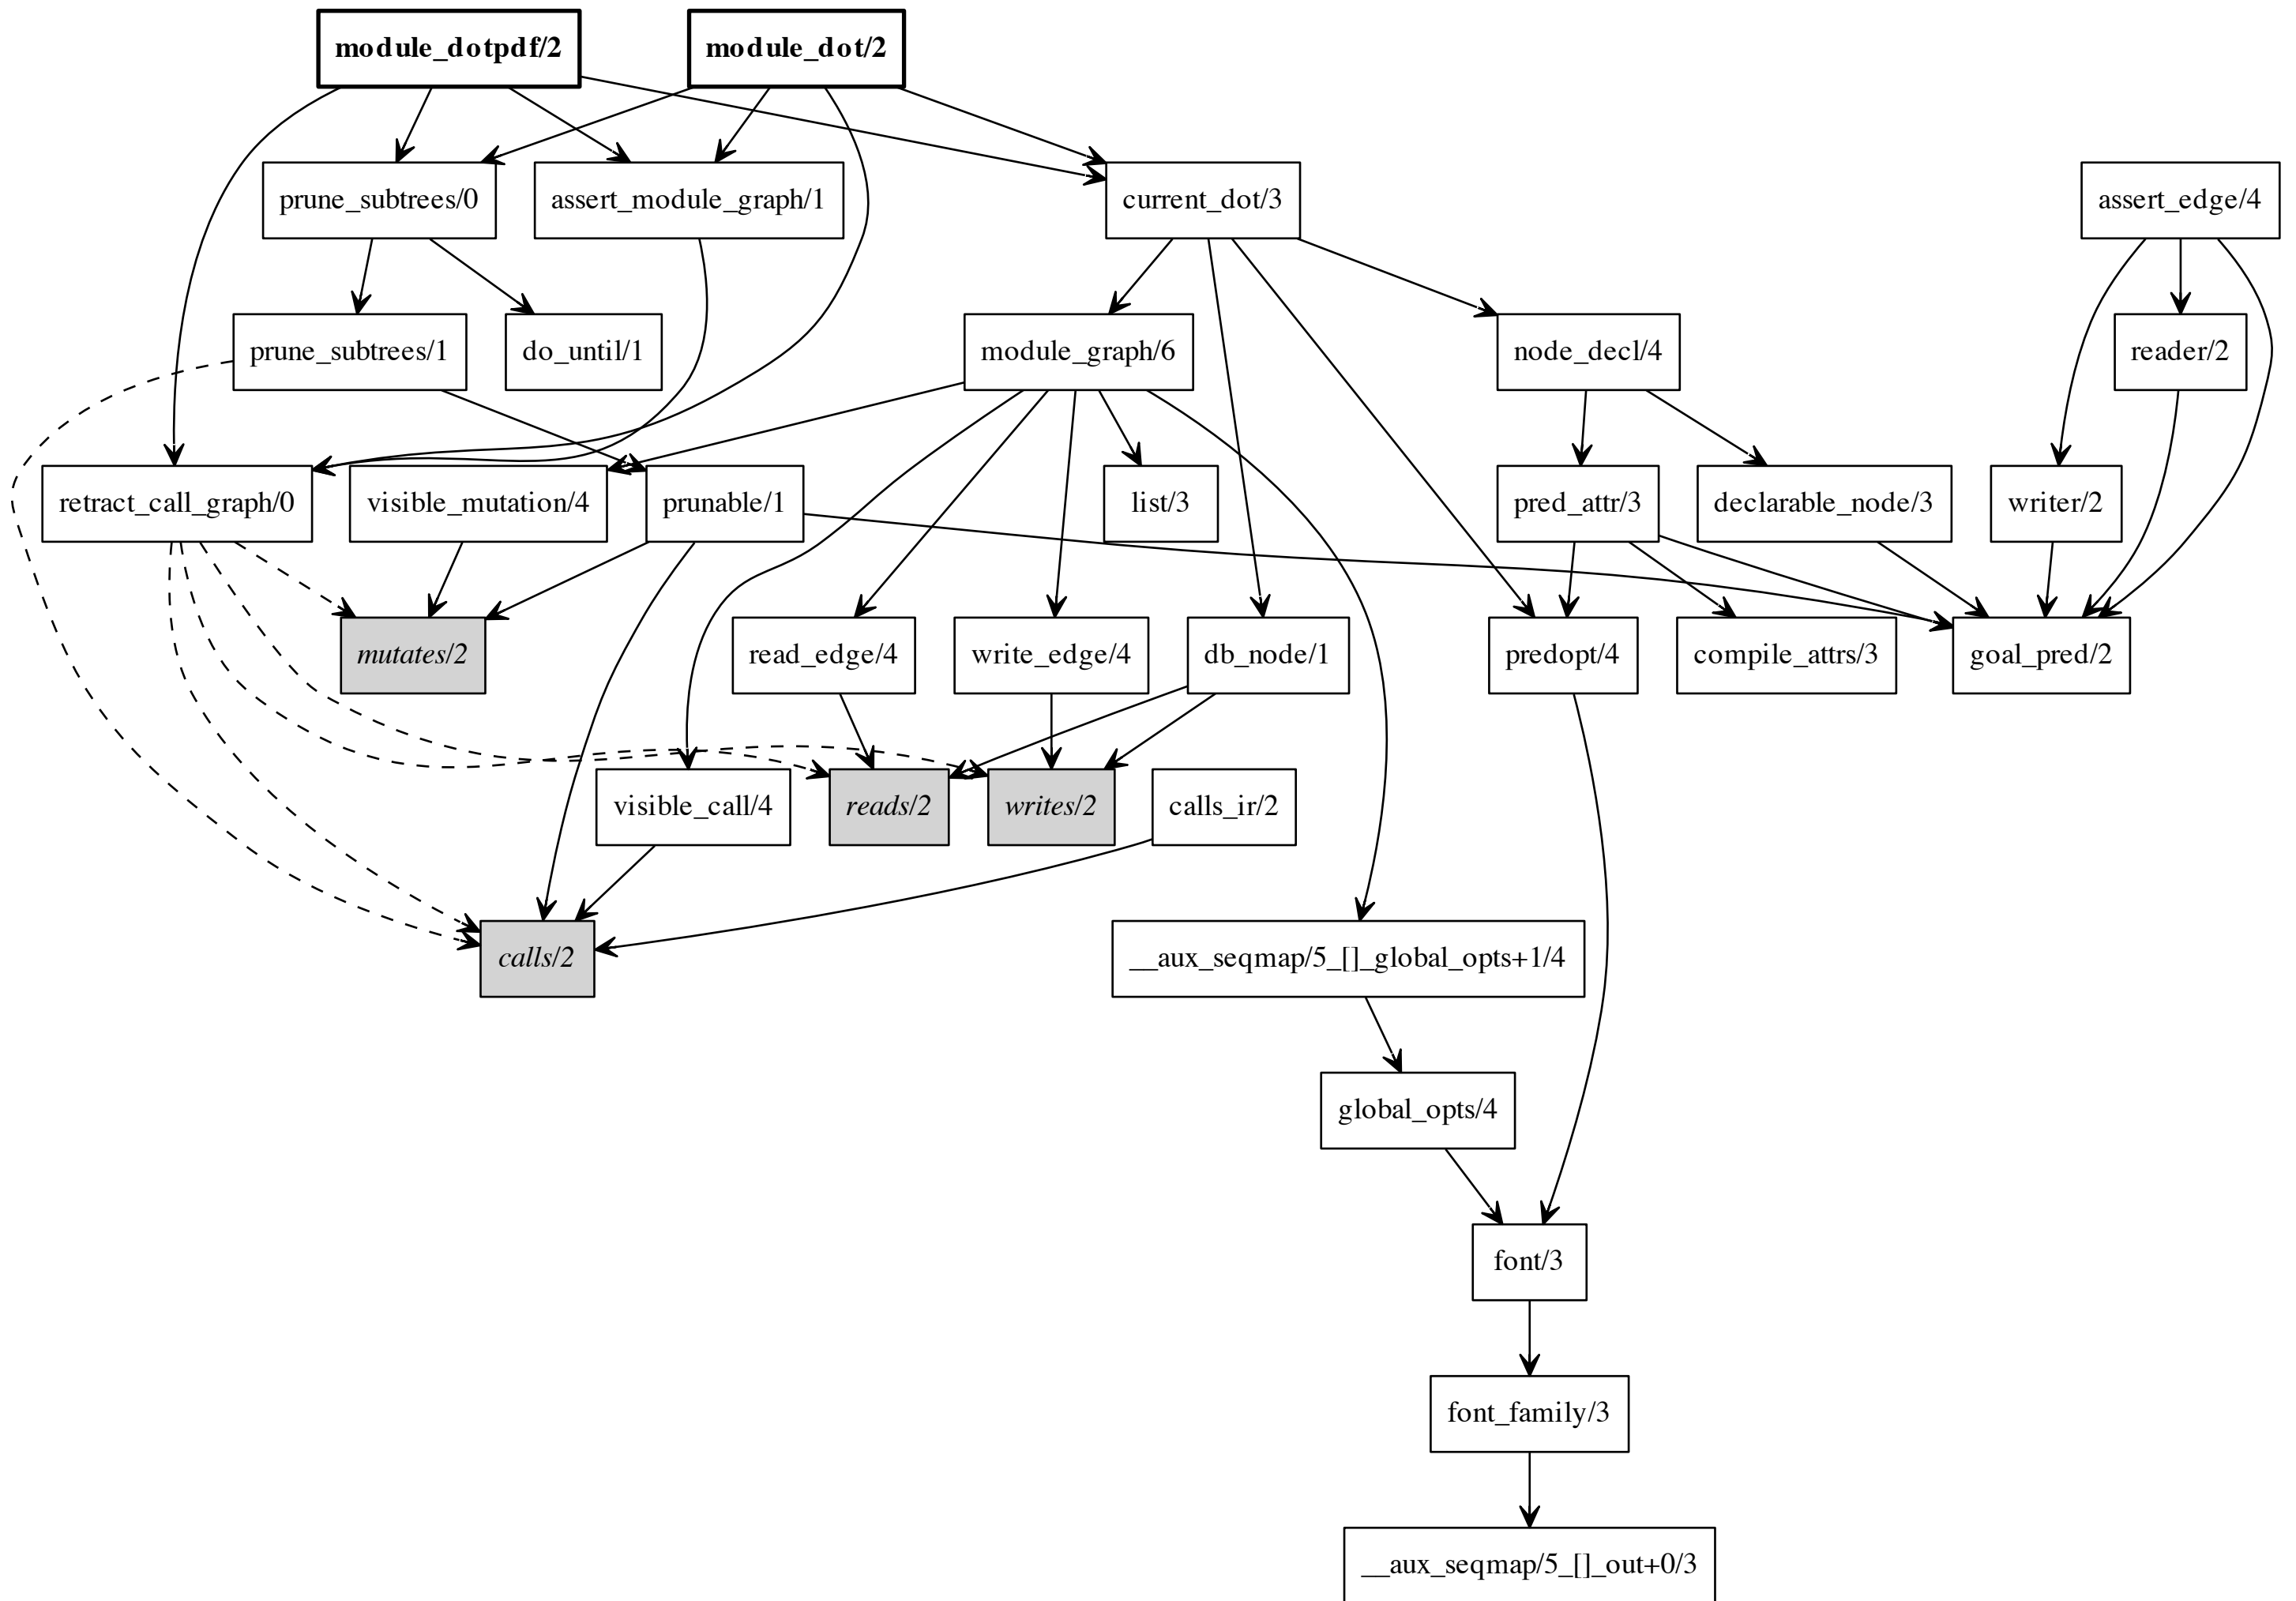 module_dotpdf/2
module_dot/2
prune_subtrees/0
assert_module_graph/1
current_dot/3
assert_edge/4
prune_subtrees/1
do_until/1
module_graph/6
node_decl/4
reader/2
retract_call_graph/0
visible_mutation/4
prunable/1
list/3
pred_attr/3
declarable_node/3
writer/2
mutates/2
read_edge/4
write_edge/4
db_node/1
predopt/4
compile_attrs/3
goal_pred/2
visible_call/4
reads/2
writes/2
calls_ir/2
calls/2
__aux_seqmap/5_[]_global_opts+1/4
global_opts/4
font/3
font_family/3
__aux_seqmap/5_[]_out+0/3